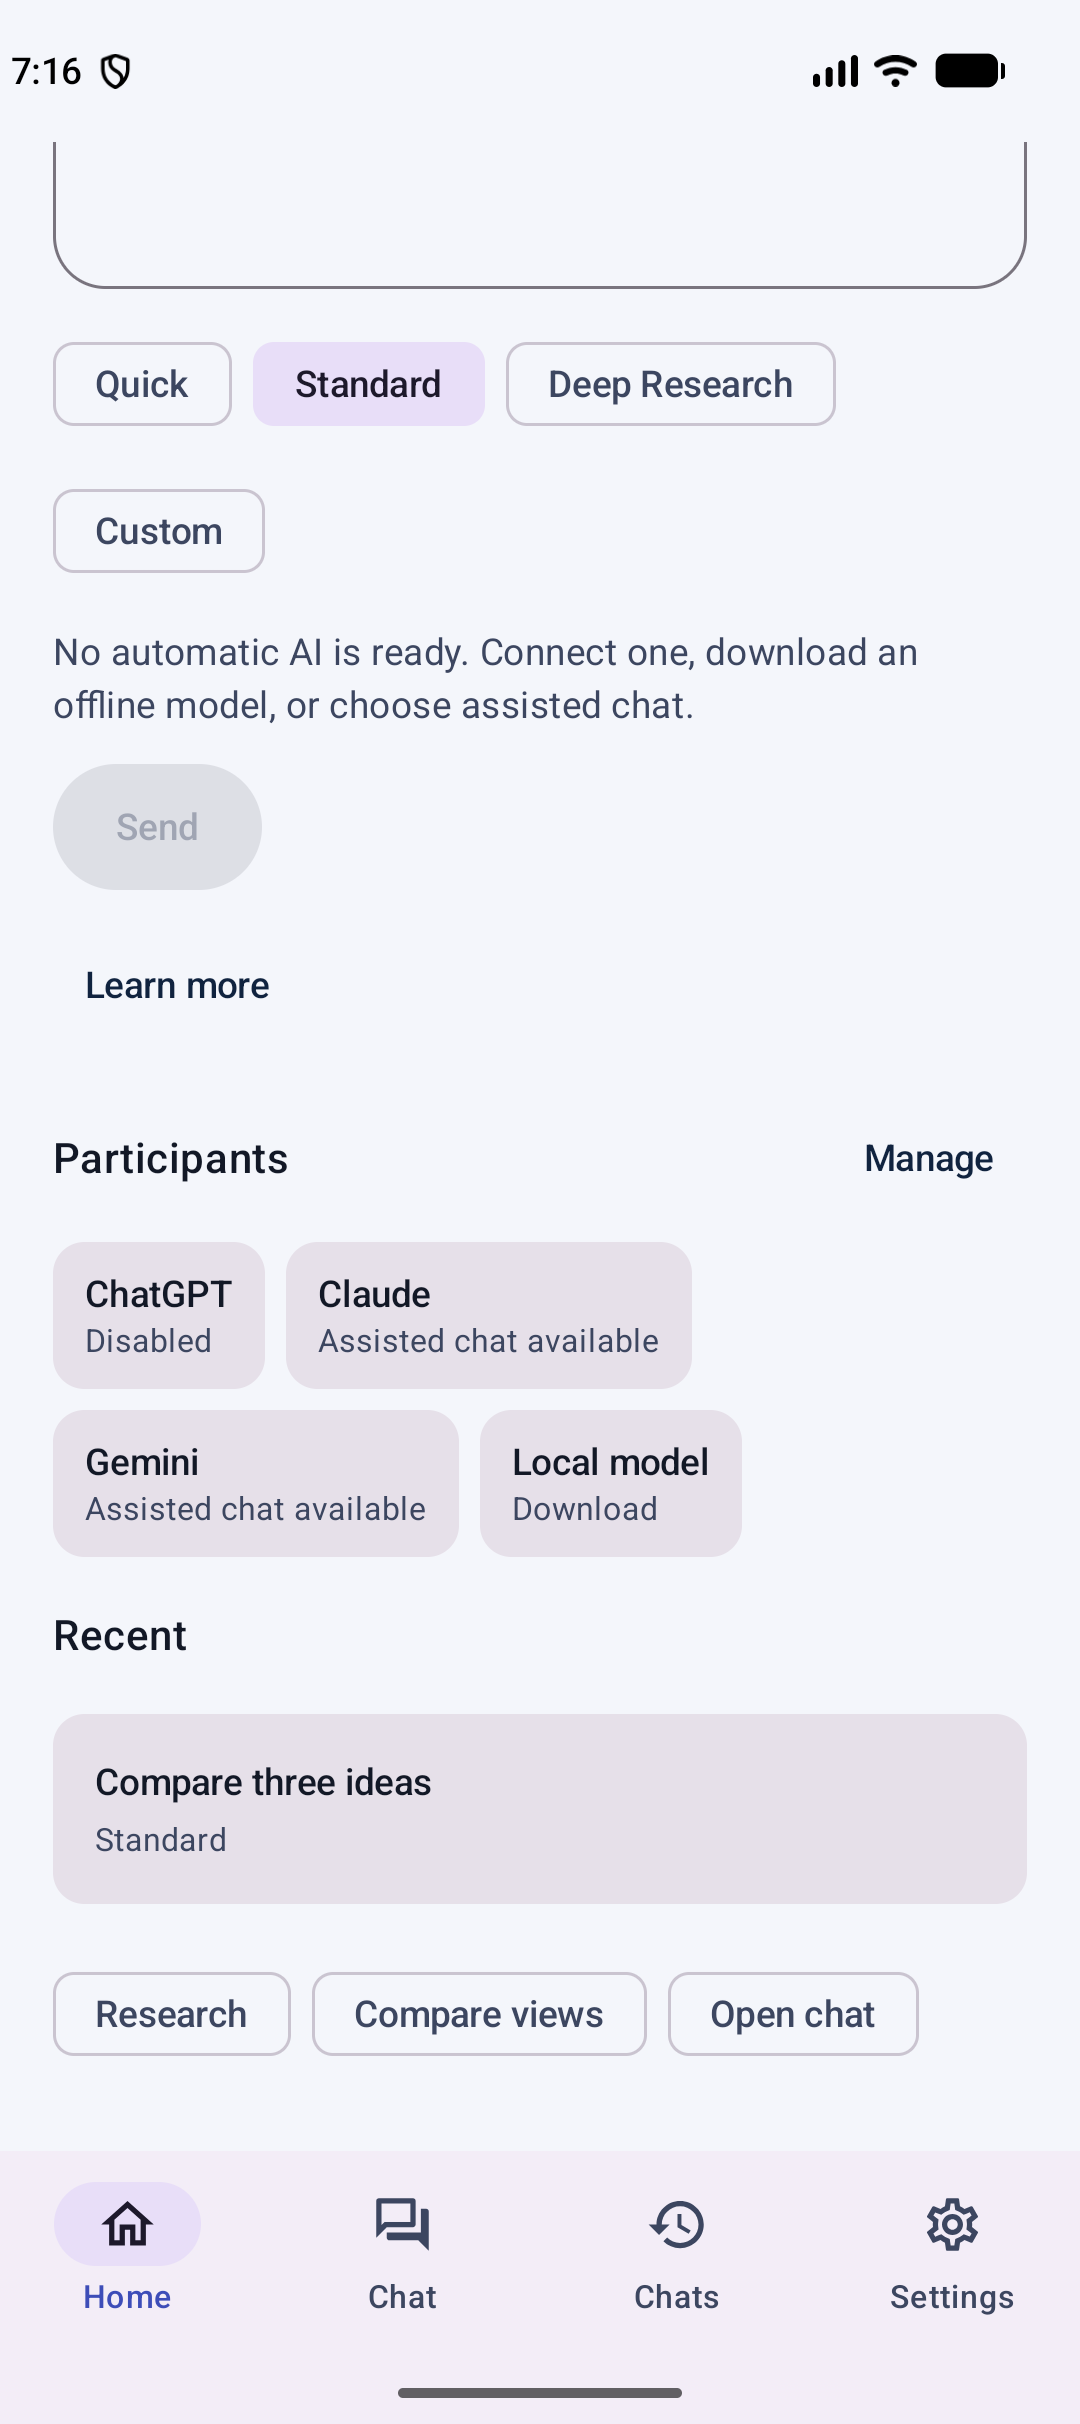 7:16
Quick
Standard
Deep Research
Custom
No automatic AI is ready. Connect one, download an
offline model, or choose assisted chat.
Send
Learn more
Participants
Manage
ChatGPT
Disabled
Claude
Assisted chat available
Gemini
Assisted chat available
Local model
Download
Recent
Compare three ideas
Standard
Research
Compare views
Open chat
Home
Chat
Chats
Settings